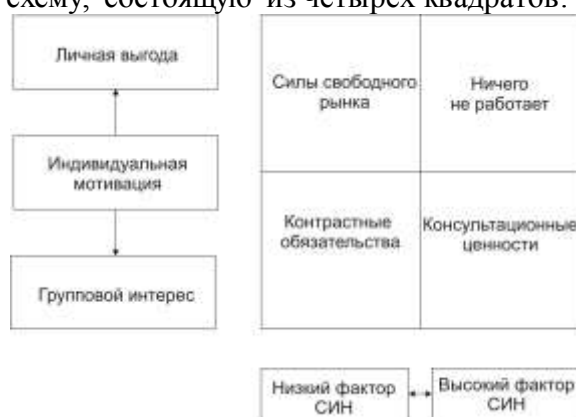 схему, состоящую из четырех квадратов:
Личная выгода
Индивидуальная
мотивация
Групповой интерес
Силы свободного
рынка
Ничего
не работает
Контрастные
обязательства
Консультационные
ценности
Низкий фактор
СИН
Высокий фактор
СИН